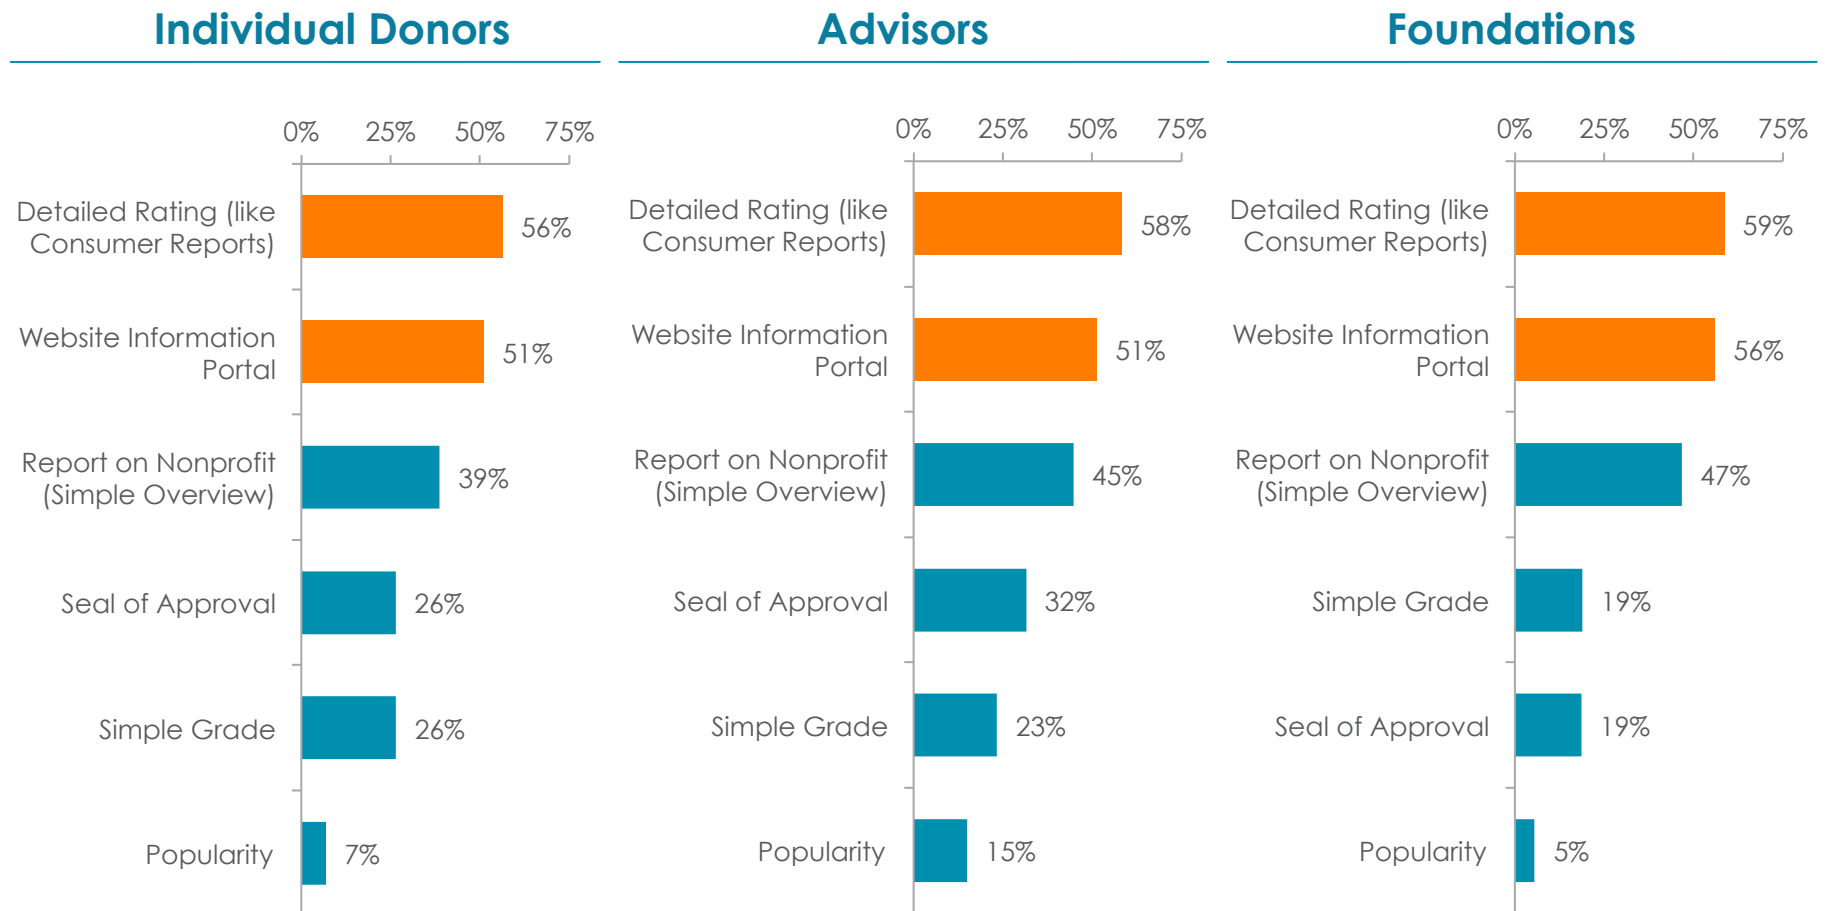 Individual Donors
0% 25% 50% 75%
Detailed Rating (like
Consumer Reports)
56%
Website Information
Portal
51%
Report on Nonprofit
(Simple Overview)
39%
Seal of Approval
26%
Simple Grade
26%
Popularity
7%
Advisors
0% 25% 50% 75%
Detailed Rating (like
Consumer Reports)
58%
Website Information
Portal
51%
Report on Nonprofit
(Simple Overview)
45%
Seal of Approval
32%
Simple Grade
23%
Popularity
15%
Foundations
0% 25% 50% 75%
Detailed Rating (like
Consumer Reports)
59%
Website Information
Portal
56%
Report on Nonprofit
(Simple Overview)
47%
Simple Grade
19%
Seal of Approval
19%
Popularity
5%